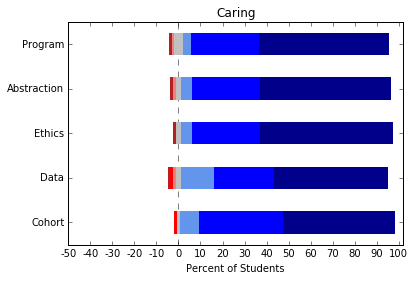 Caring
Program
Abstraction
Ethics
Data
Cohort
-50 -40 -30 -20 -10 0 10 20 30 40 50 60 70 80 90 100
Percent of Students